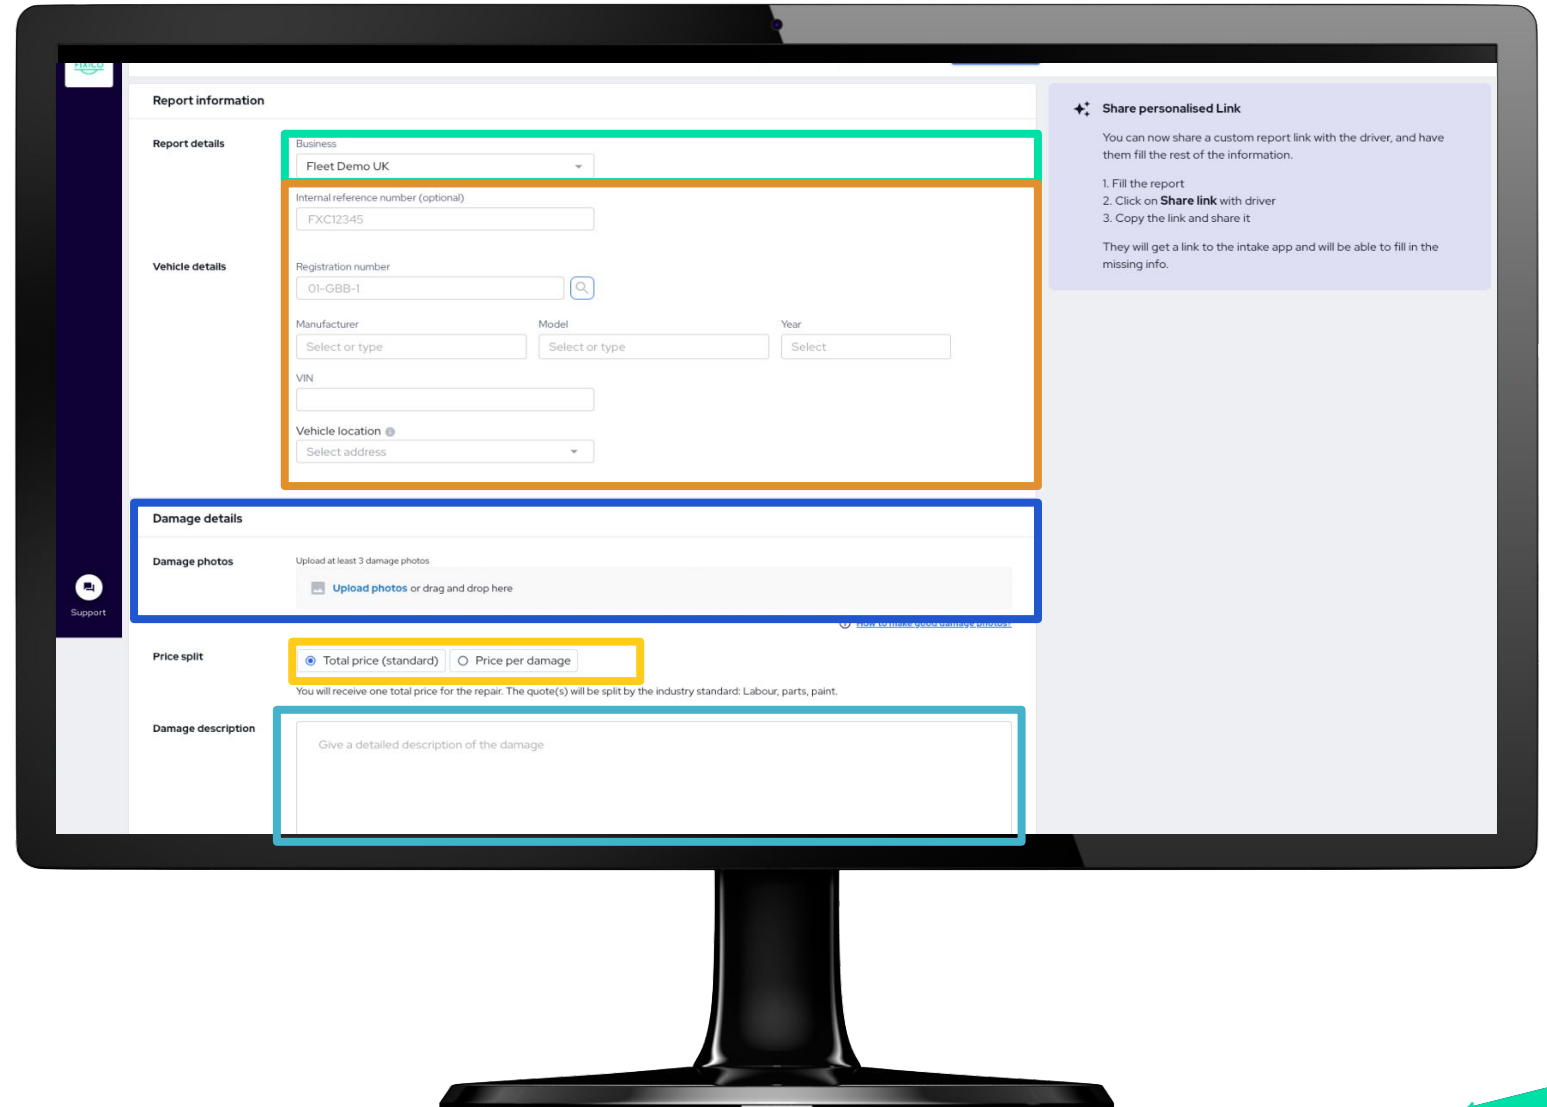 FIXICO
Report information
Report details
Business
Fleet Demo UK
Internal reference number (optional)
FXC12345
Vehicle details
Registration number
01-GBB-1
Manufacturer
Model
Year
Select or type
Select or type
Select
VIN
Vehicle location
Select address
Damage details
Damage photos
Upload at least 3 damage photos
Upload photos or drag and drop here
How to make good damage photos?
Price split
Total price (standard)
Price per damage
You will receive one total price for the repair. The quote(s) will be split by the industry standard: Labour, parts, paint.
Damage description
Give a detailed description of the damage
Support
Share personalised Link
You can now share a custom report link with the driver, and have
them fill the rest of the information.
1. Fill the report
2. Click on Share link with driver
3. Copy the link and share it
They will get a link to the intake app and will be able to fill in the
missing info.